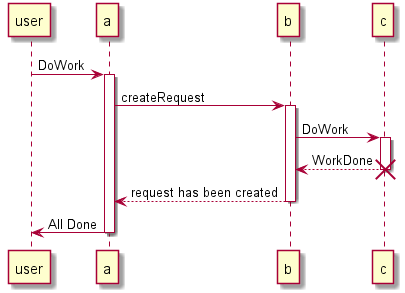 user a b c
DoWork
createRequest
DoWork
WorkDone
request has been created
All Done
user a b c